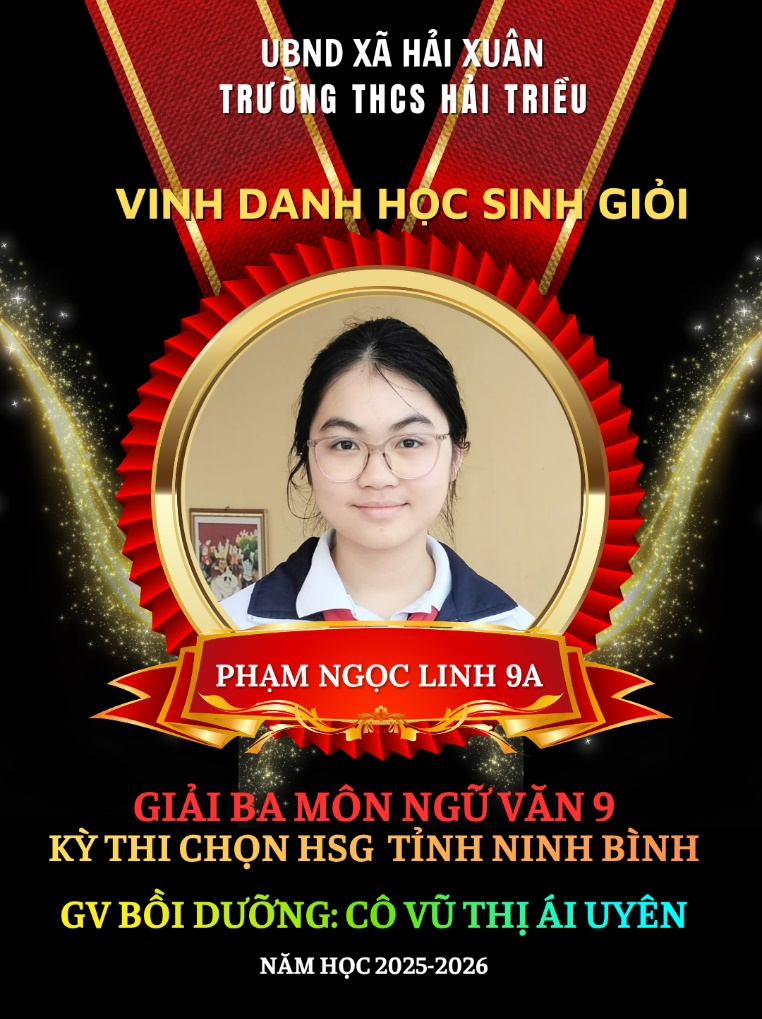 UBND XÃ HẢI XUÂN
TRƯỜNG THCS HẢI TRIỀU
VINH DANH HỌC SINH GIỎI
PHẠM NGỌC LINH 9A
GIẢI BA MÔN NGỮ VĂN 9
KỲ THI CHỌN HSG TỈNH NINH BÌNH
GV BỒI DƯỠNG: CÔ VŨ THỊ ÁI UYÊN
NĂM HỌC 2025-2026